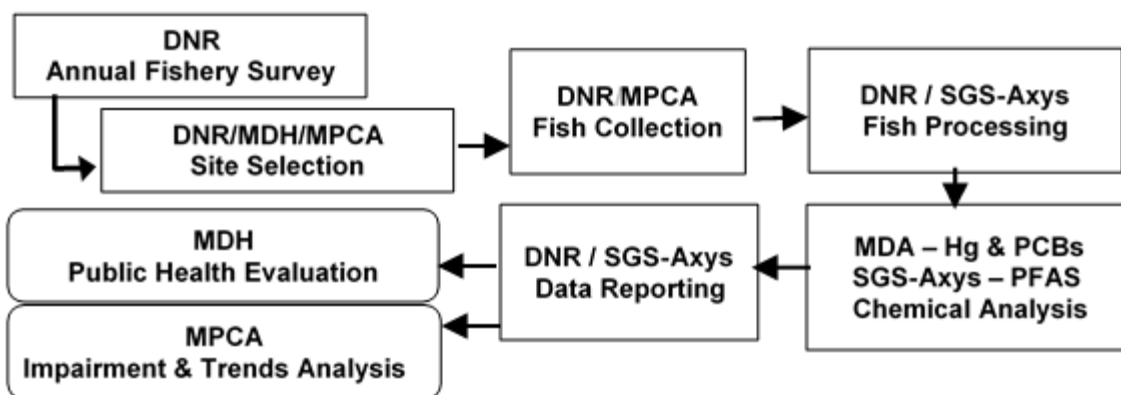 DNR
Annual Fishery Survey
DNR/MDH/MPCA
Site Selection
DNR/MPCA
Fish Collection
DNR / SGS-Axys
Fish Processing
MDA – Hg & PCBs
SGS-Axys – PFAS
Chemical Analysis
DNR / SGS-Axys
Data Reporting
MDH
Public Health Evaluation
MPCA
Impairment & Trends Analysis